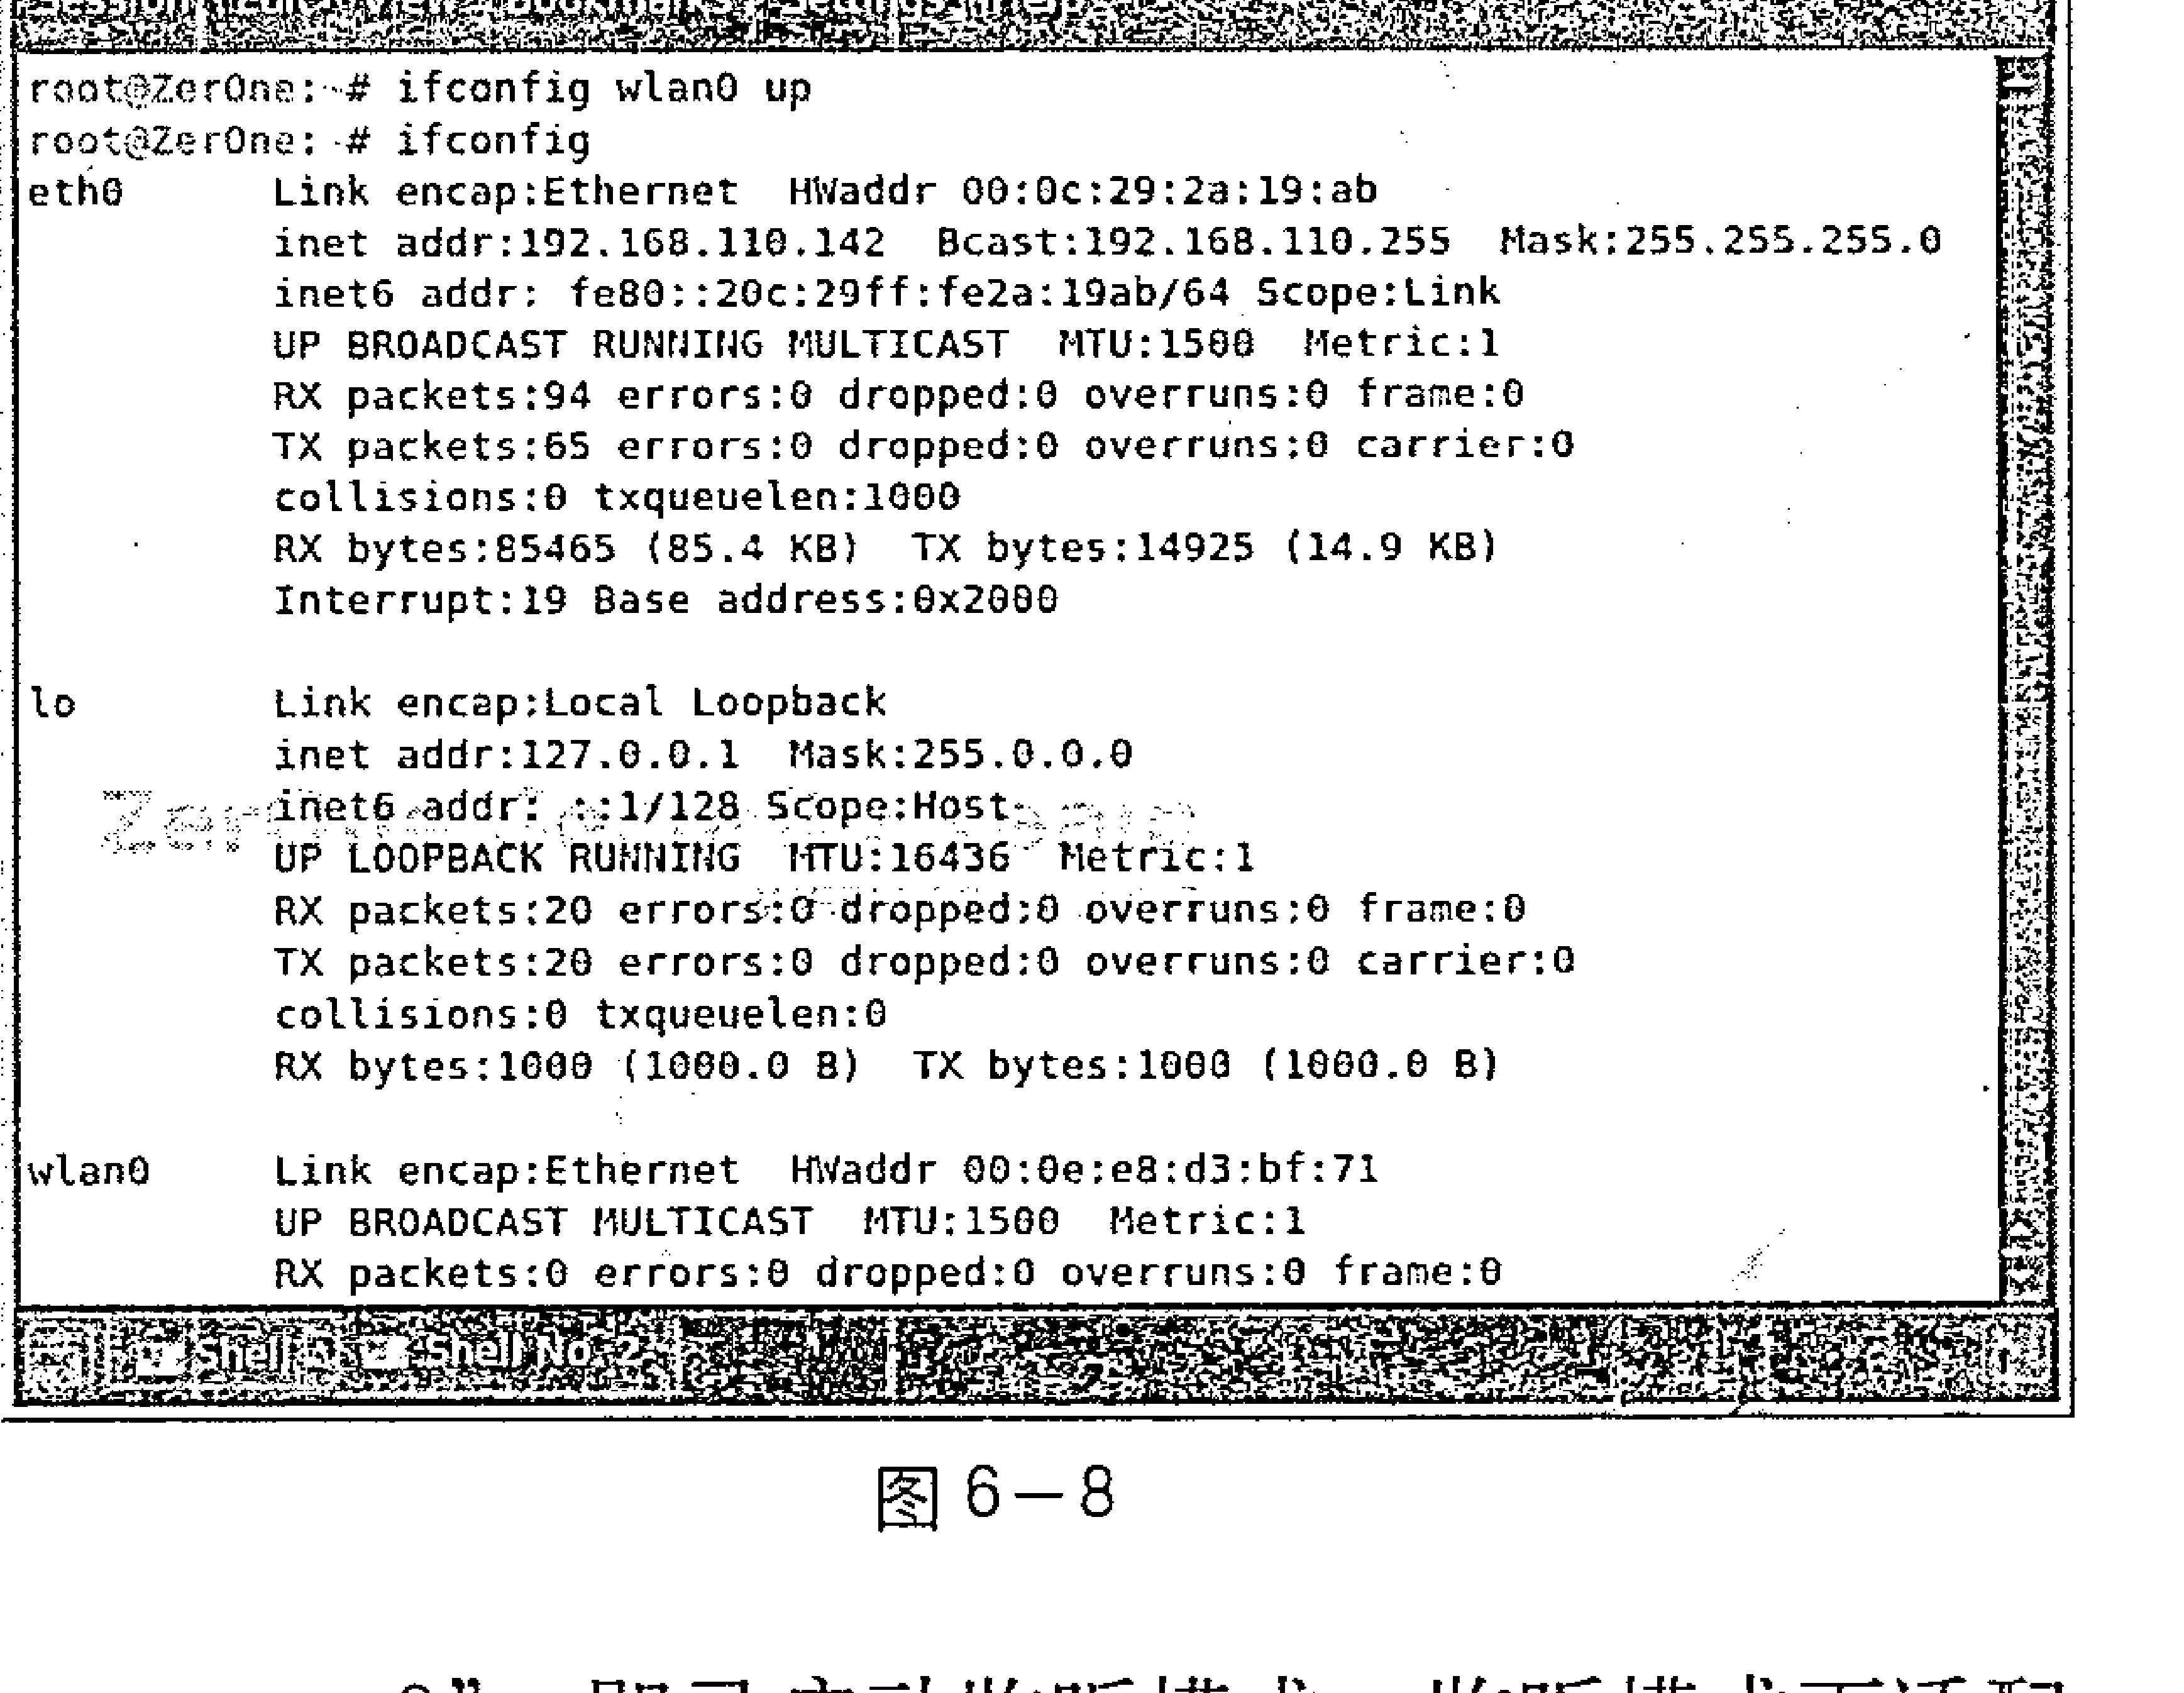 Session Edit View Bookmarks Settings Help
root@ZerOne:~# ifconfig wlan0 up
root@ZerOne:~# ifconfig
eth0 Link encap:Ethernet HWaddr 00:0c:29:2a:19:ab
inet addr:192.168.110.142 Bcast:192.168.110.255 Mask:255.255.255.0
inet6 addr: fe80::20c:29ff:fe2a:19ab/64 Scope:Link
UP BROADCAST RUNNING MULTICAST MTU:1500 Metric:1
RX packets:94 errors:0 dropped:0 overruns:0 frame:0
TX packets:65 errors:0 dropped:0 overruns:0 carrier:0
collisions:0 txqueuelen:1000
RX bytes:85465 (85.4 KB) TX bytes:14925 (14.9 KB)
Interrupt:19 Base address:0x2000
lo Link encap:Local Loopback
inet addr:127.0.0.1 Mask:255.0.0.0
inet6 addr: ::1/128 Scope:Host
UP LOOPBACK RUNNING MTU:16436 Metric:1
RX packets:20 errors:0 dropped:0 overruns:0 frame:0
TX packets:20 errors:0 dropped:0 overruns:0 carrier:0
collisions:0 txqueuelen:0
RX bytes:1000 (1000.0 B) TX bytes:1000 (1000.0 B)
wlan0 Link encap:Ethernet HWaddr 00:0e:e8:d3:bf:71
UP BROADCAST MULTICAST MTU:1500 Metric:1
RX packets:0 errors:0 dropped:0 overruns:0 frame:0
Shell Shell No. 2
图 6-8